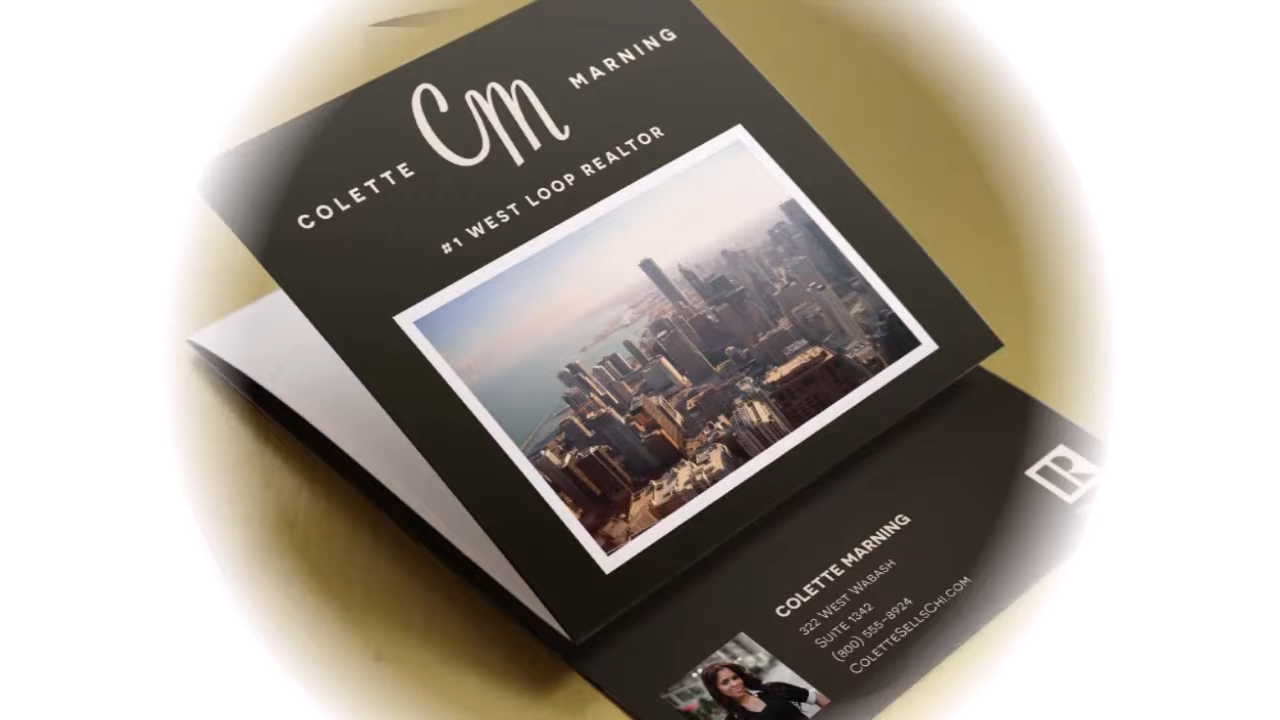 COLETTE Cm MARNING
#1 WEST LOOP REALTOR
R
COLETTE MARNING
322 WEST WABASH
SUITE 1342
(800) 555-8924
COLETTESELLSCHI.COM